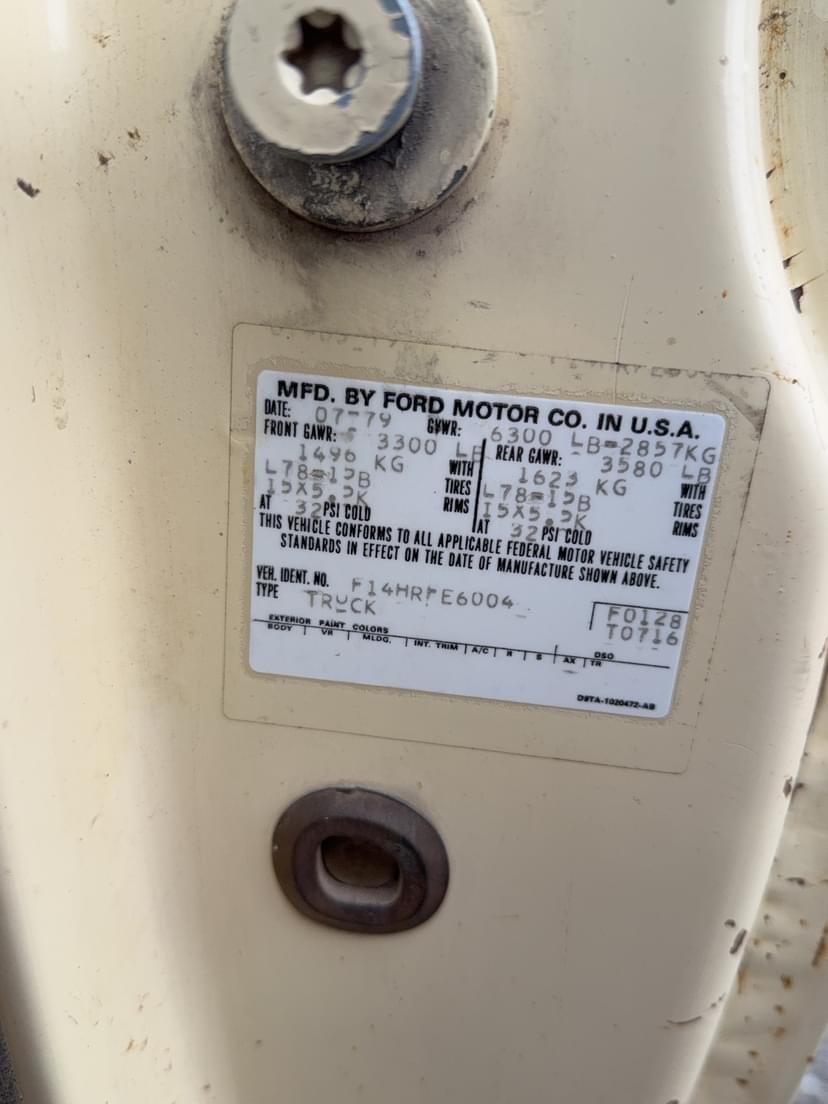 MFD. BY FORD MOTOR CO. IN U.S.A.
DATE: 07-79 GVWR: 6300 LB=2857KG
FRONT GAWR: 3300 LB REAR GAWR: 3580 LB
1496 KG WITH 1623 KG WITH
L78=15B TIRES L78=15B TIRES
15X5.5K RIMS 15X5.5K RIMS
AT 32 PSI COLD AT 32 PSI COLD
THIS VEHICLE CONFORMS TO ALL APPLICABLE FEDERAL MOTOR VEHICLE SAFETY
STANDARDS IN EFFECT ON THE DATE OF MANUFACTURE SHOWN ABOVE.
VEH. IDENT. NO. F14HRFE6004 F0128
TYPE TRUCK T0716
EXTERIOR PAINT COLORS DSO
BODY VR MLDG. INT. TRIM A/C R S AX TR
D9TA-1020472-AB